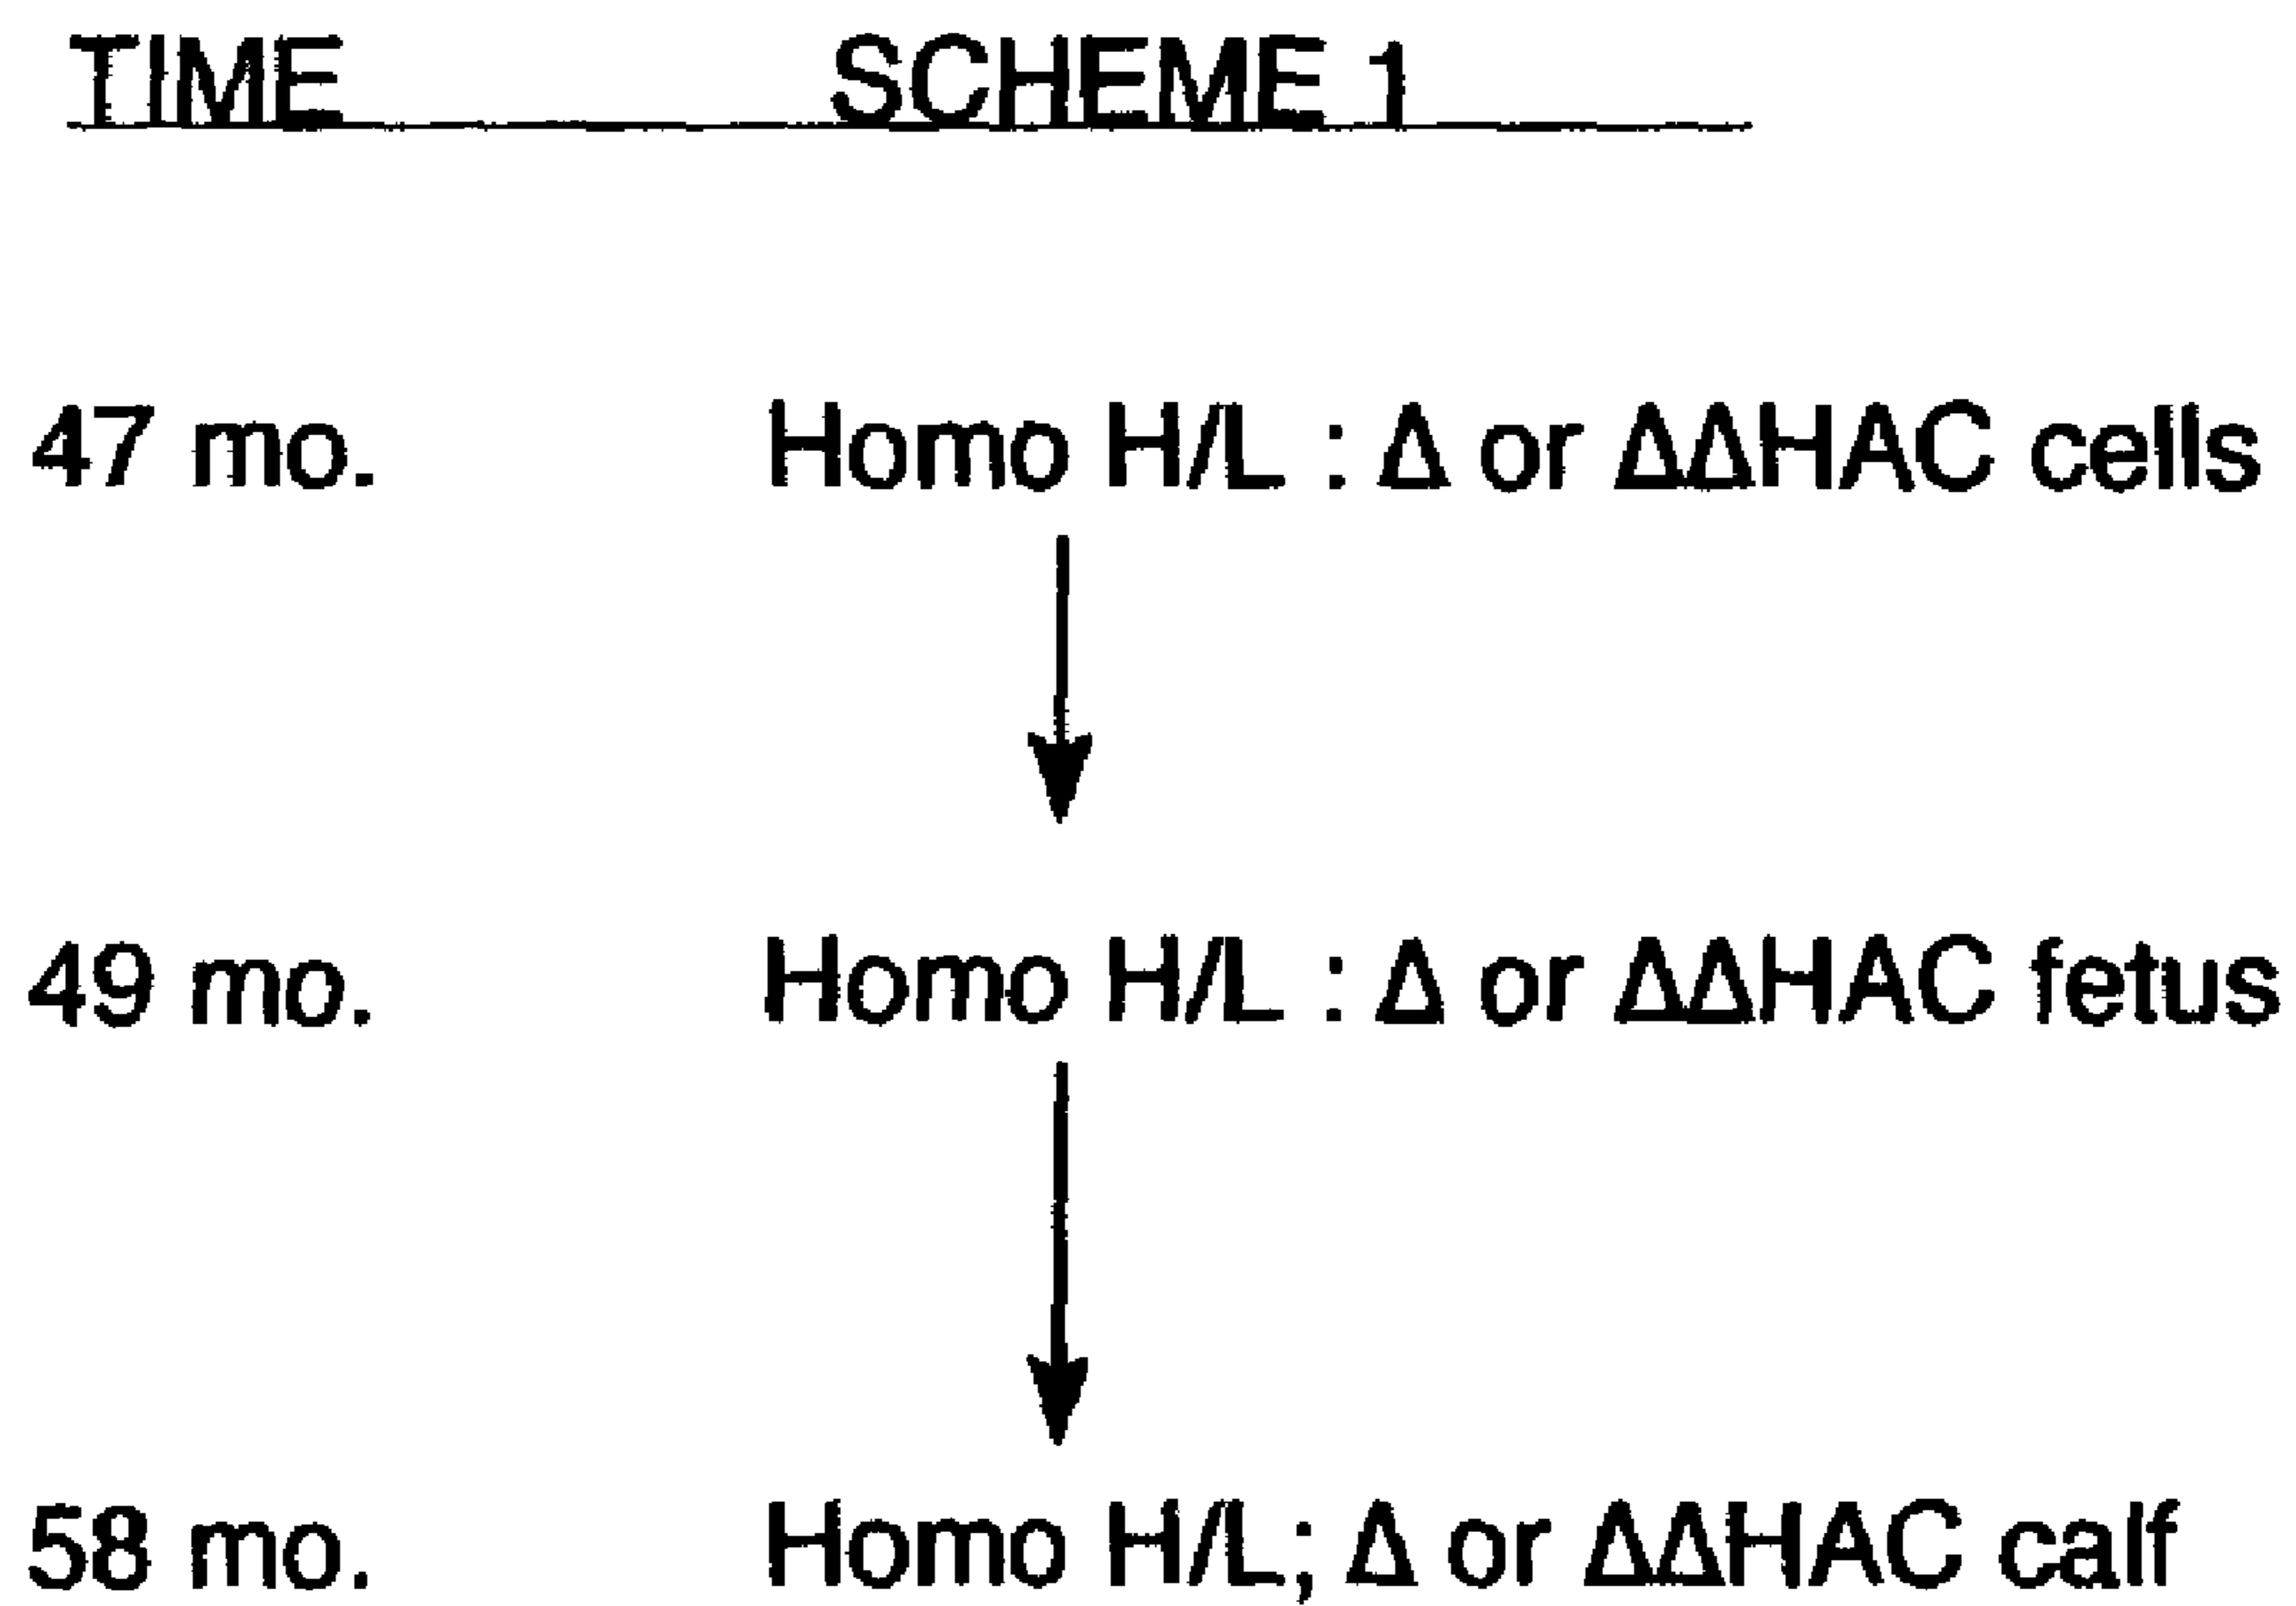 TIME SCHEME 1
47 mo. Homo H/L : Δ or ΔΔHAC cells
49 mo. Homo H/L : Δ or ΔΔHAC fetus
58 mo. Homo H/L; Δ or ΔΔHAC calf